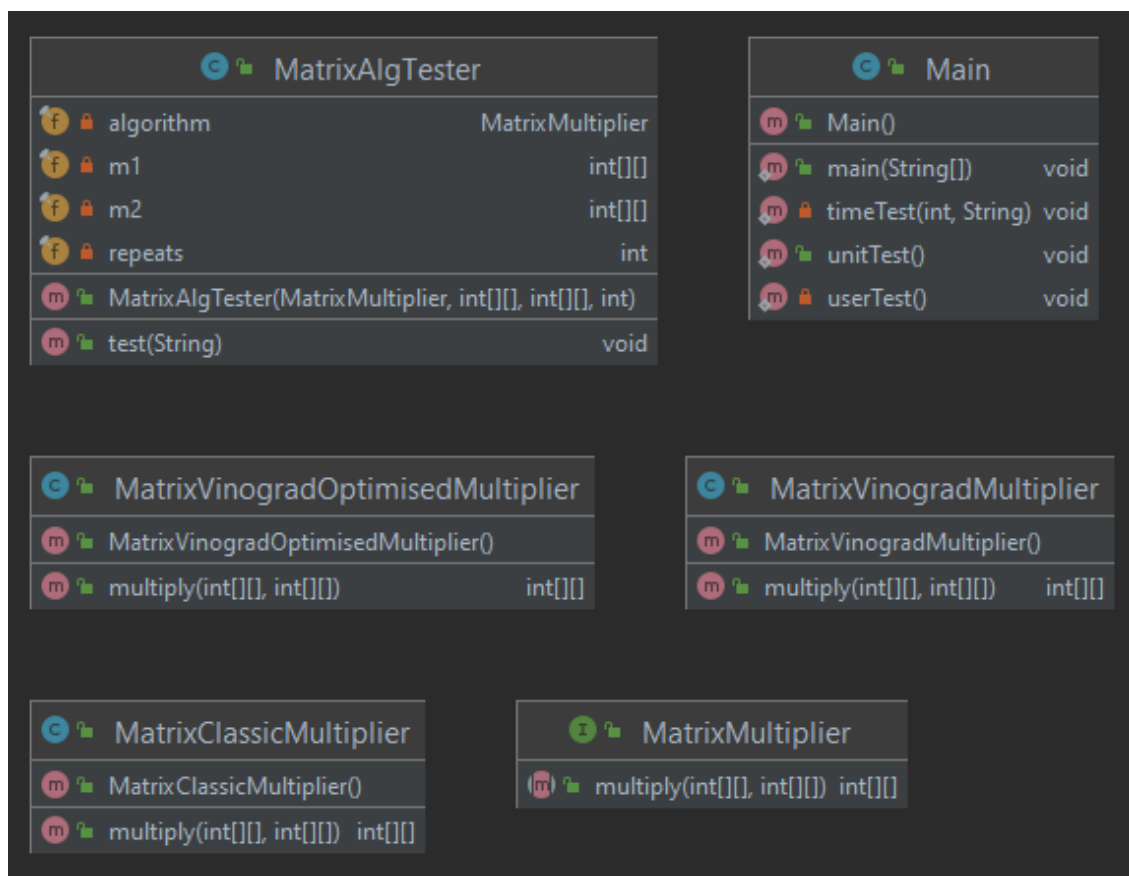 MatrixAlgTester
algorithm MatrixMultiplier
m1 int[][]
m2 int[][]
repeats int
MatrixAlgTester(MatrixMultiplier, int[][], int[][], int)
test(String) void
Main
Main()
main(String[]) void
timeTest(int, String) void
unitTest() void
userTest() void
MatrixVinogradOptimisedMultiplier
MatrixVinogradOptimisedMultiplier()
multiply(int[][], int[][]) int[][]
MatrixVinogradMultiplier
MatrixVinogradMultiplier()
multiply(int[][], int[][]) int[][]
MatrixClassicMultiplier
MatrixClassicMultiplier()
multiply(int[][], int[][]) int[][]
MatrixMultiplier
multiply(int[][], int[][]) int[][]